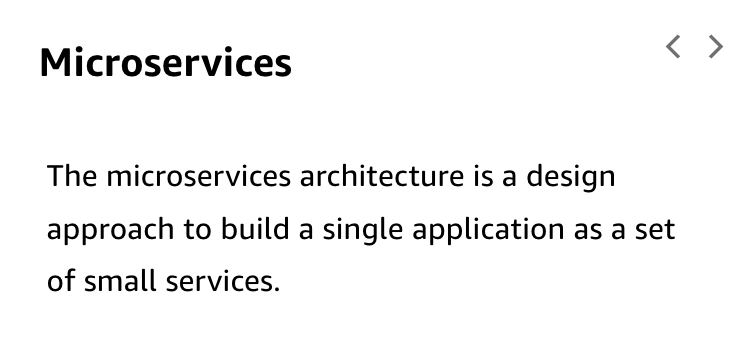 Microservices
The microservices architecture is a design
approach to build a single application as a set
of small services.